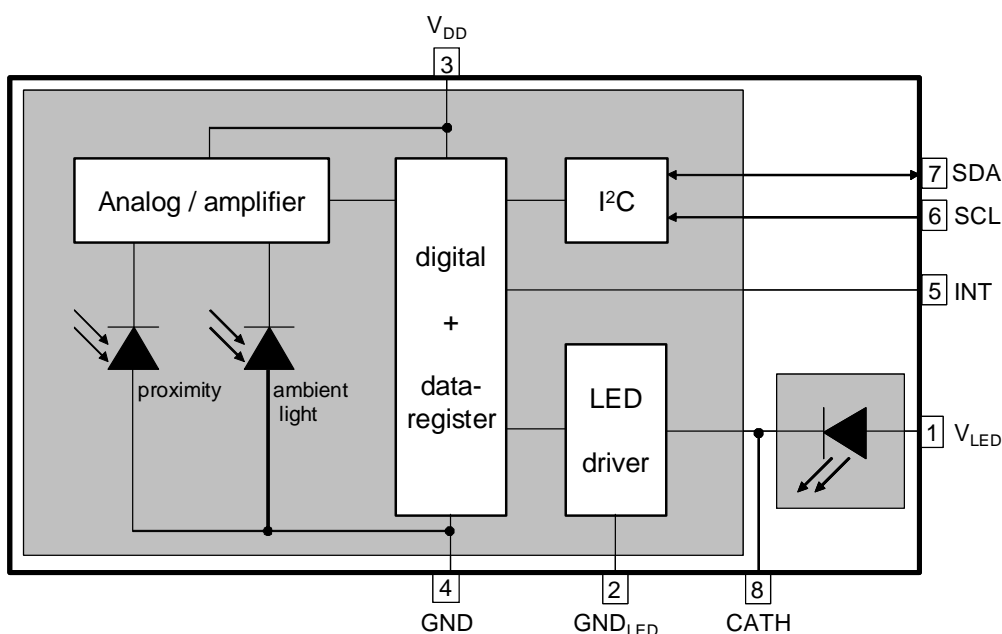 V_DD
3
Analog / amplifier
I²C
7 SDA
6 SCL
digital
+
data-
register
5 INT
proximity
ambient
light
LED
driver
1 V_LED
4
2
8
GND
GND_LED
CATH